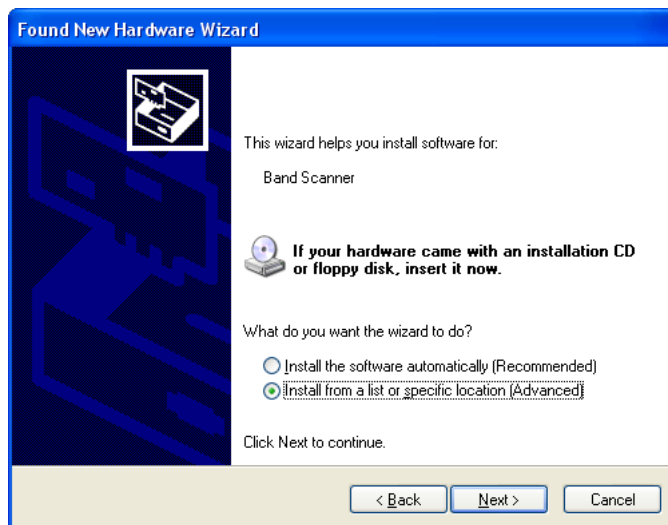 Found New Hardware Wizard
This wizard helps you install software for:
Band Scanner
If your hardware came with an installation CD
or floppy disk, insert it now.
What do you want the wizard to do?
Install the software automatically (Recommended)
Install from a list or specific location (Advanced)
Click Next to continue.
< Back Next > Cancel